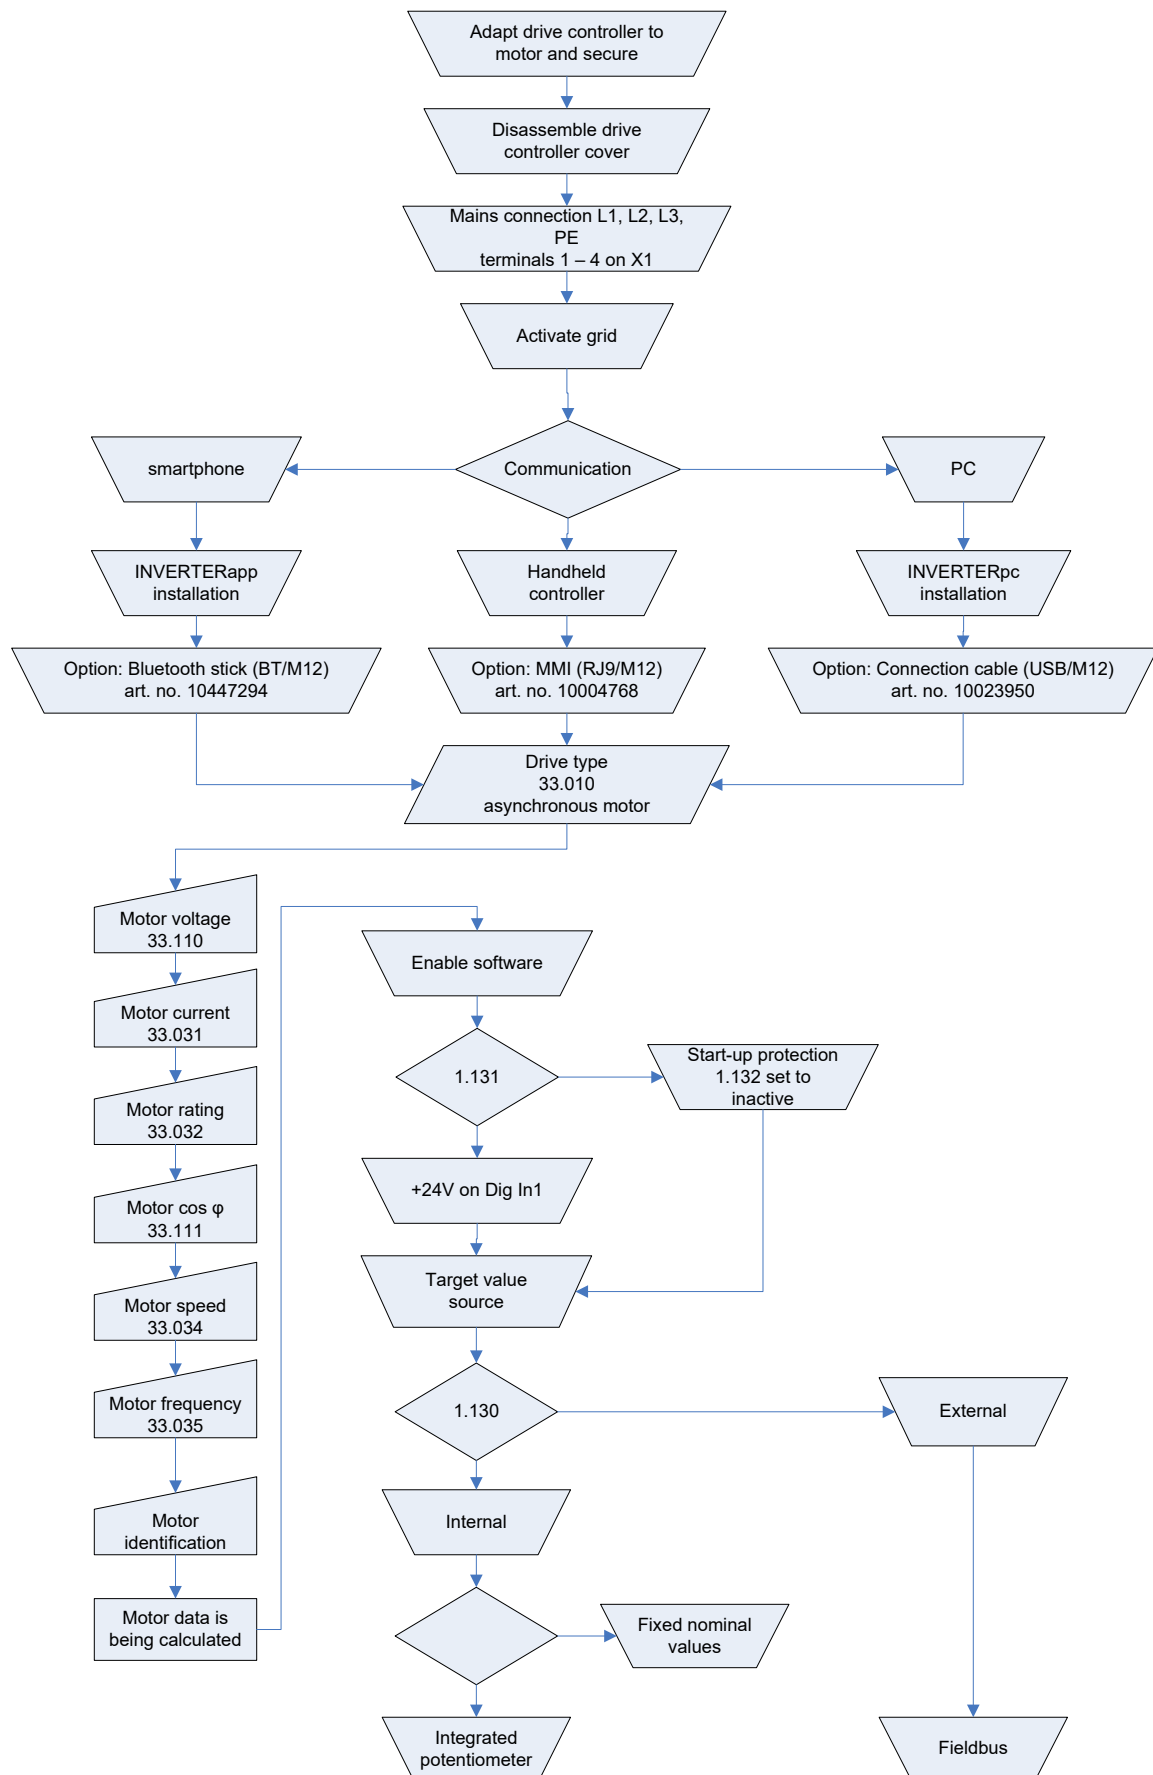 Adapt drive controller to
motor and secure
Disassemble drive
controller cover
Mains connection L1, L2, L3,
PE
terminals 1 – 4 on X1
Activate grid
smartphone
Communication
PC
INVERTERapp
installation
Handheld
controller
INVERTERpc
installation
Option: Bluetooth stick (BT/M12)
art. no. 10447294
Option: MMI (RJ9/M12)
art. no. 10004768
Option: Connection cable (USB/M12)
art. no. 10023950
Drive type
33.010
asynchronous motor
Motor voltage
33.110
Motor current
33.031
Motor rating
33.032
Motor cos φ
33.111
Motor speed
33.034
Motor frequency
33.035
Motor
identification
Motor data is
being calculated
Enable software
1.131
Start-up protection
1.132 set to
inactive
+24V on Dig In1
Target value
source
1.130
External
Internal
Fixed nominal
values
Integrated
potentiometer
Fieldbus